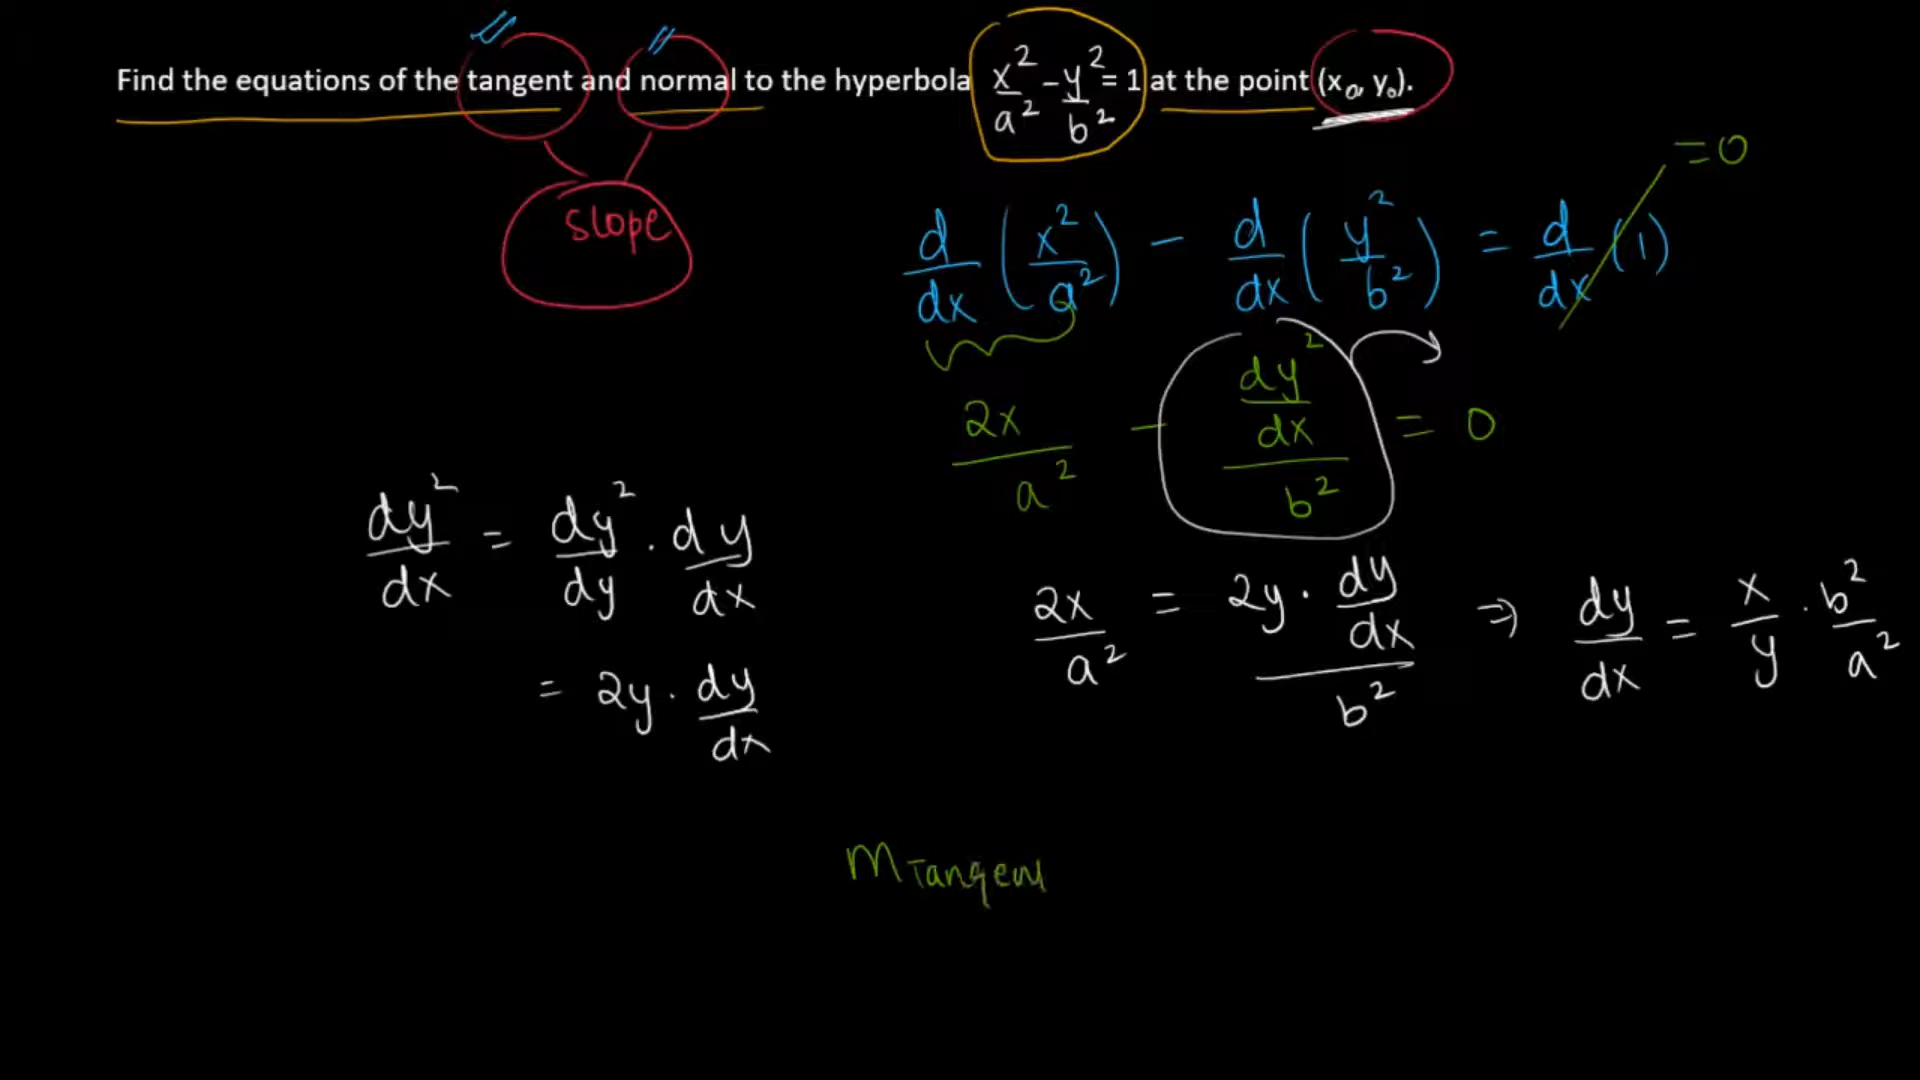 Find the equations of the tangent and normal to the hyperbola x²/a² - y²/b² = 1 at the point (x₀, y₀).
= 0
slope
d/dx (x²/a²) - d/dx (y²/b²) = d/dx (1)
2x/a² - (dy²/dx)/b² = 0
dy²/dx = dy²/dy · dy/dx
= 2y · dy/dx
2x/a² = (2y · dy/dx)/b² ⇒ dy/dx = x/y · b²/a²
m Tangen